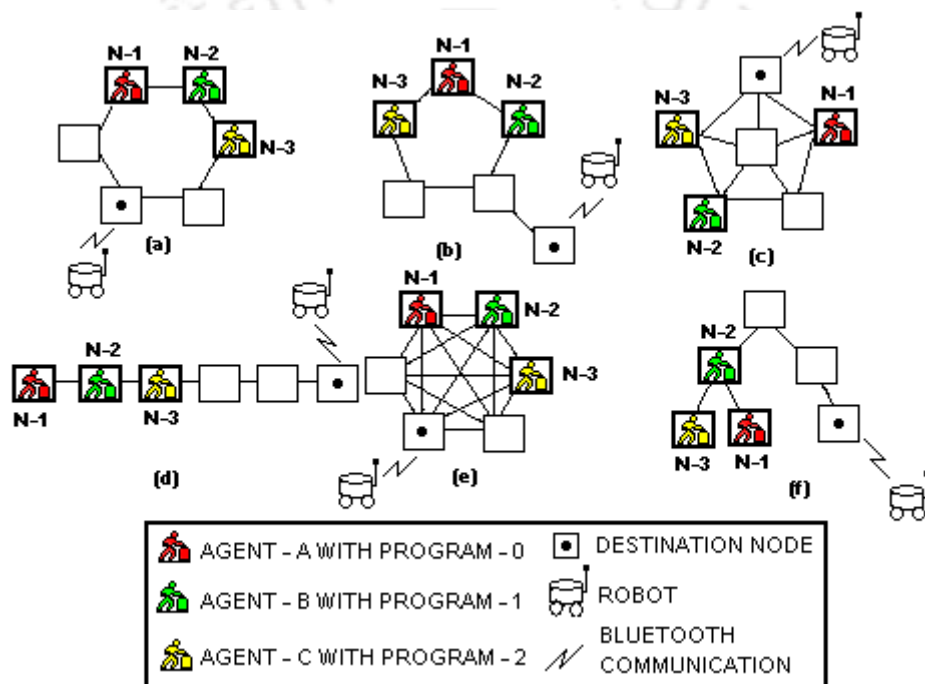 N-1 N-2
N-3
(a)
N-1
N-3
N-2
(b)
N-3
N-1
N-2
(c)
N-2
N-1
N-3
(d)
N-1
N-2
N-3
(e)
N-2
N-3 N-1
(f)
AGENT - A WITH PROGRAM - 0
DESTINATION NODE
AGENT - B WITH PROGRAM - 1
ROBOT
AGENT - C WITH PROGRAM - 2
BLUETOOTH
COMMUNICATION